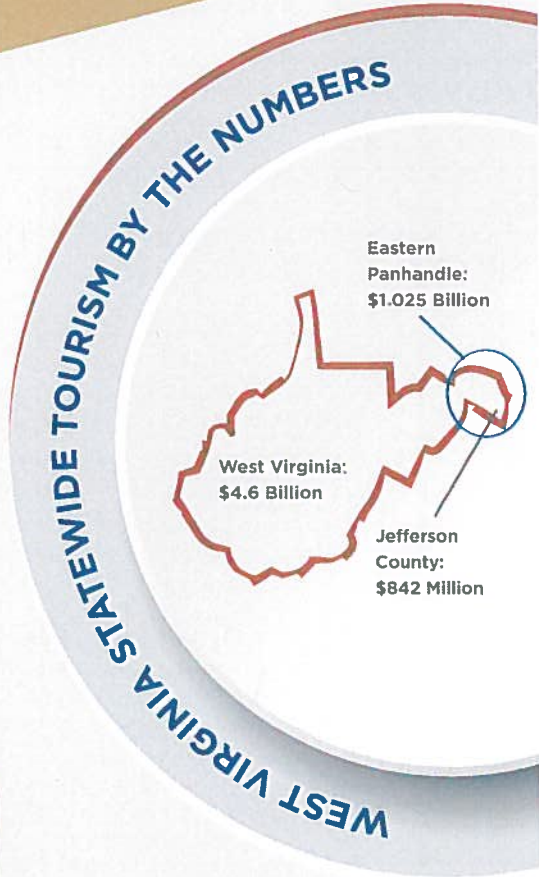 WEST VIRGINIA STATEWIDE TOURISM BY THE NUMBERS
Eastern
Panhandle:
$1.025 Billion
West Virginia:
$4.6 Billion
Jefferson
County:
$842 Million